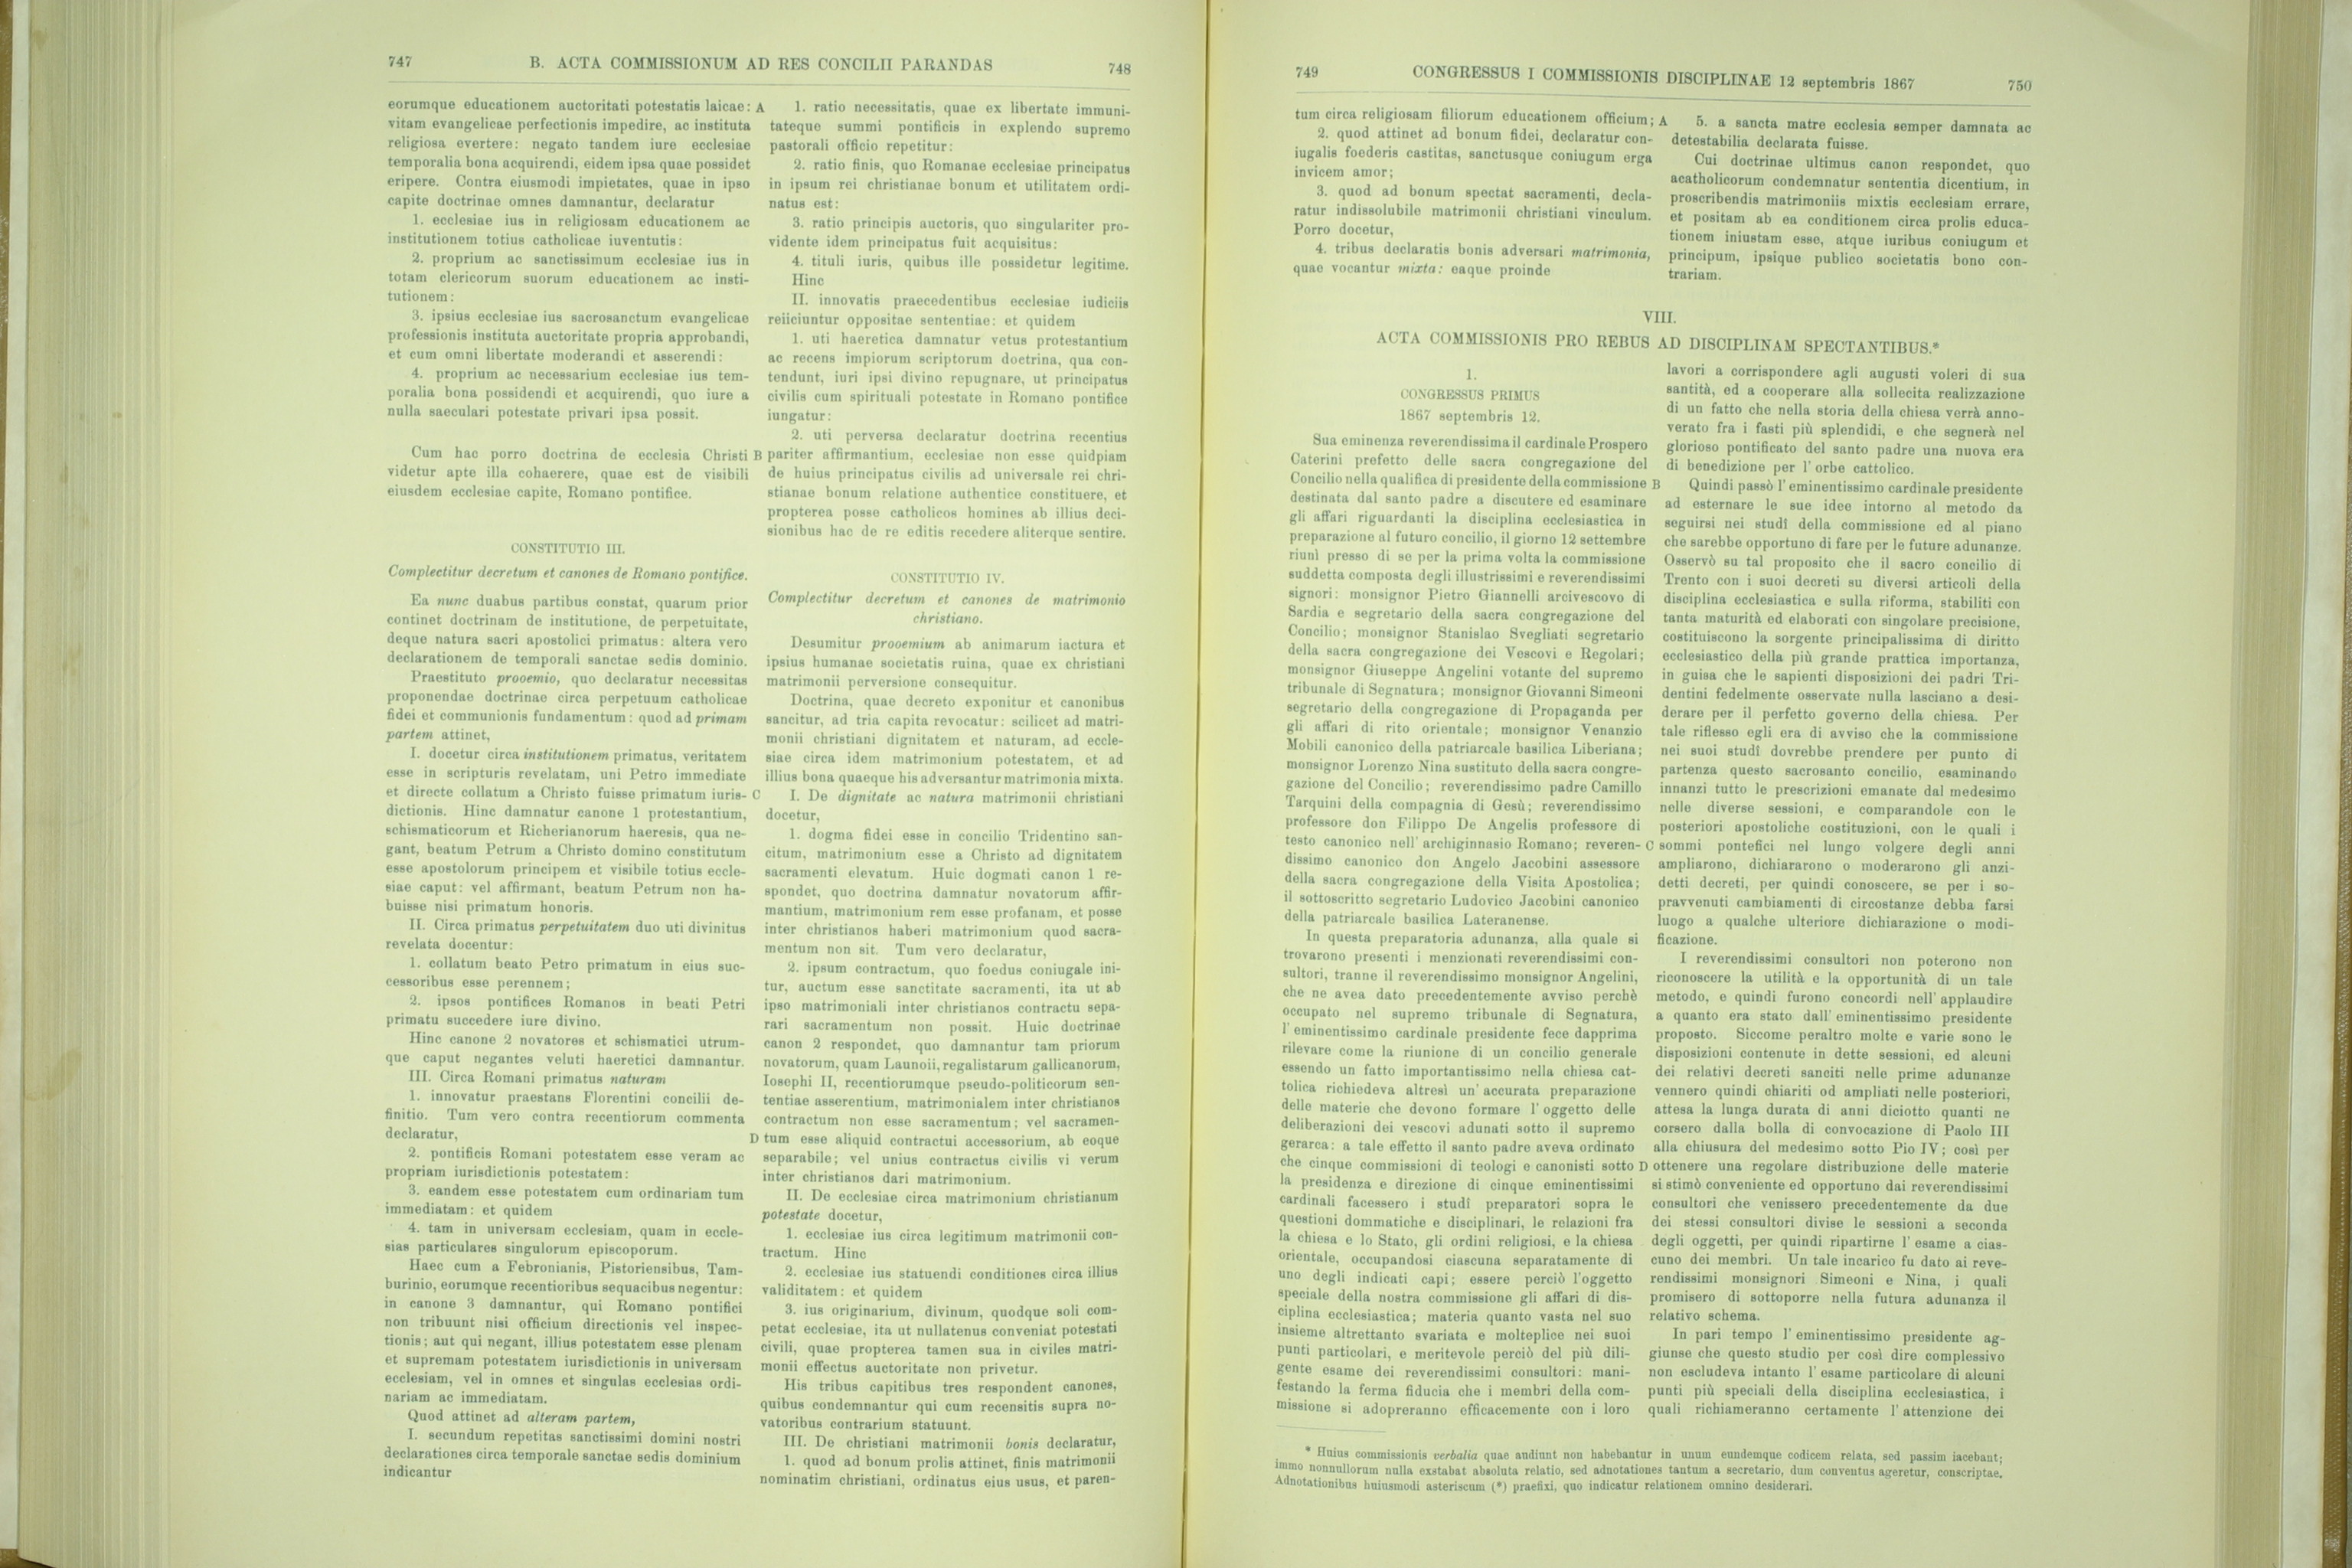 747
B. ACTA COMMISSIONUM AD RES CONCILII PARANDAS
748
eorumque educationem auctoritati potestatis laicae: A
vitam evangelicae perfectionis impedire, ac instituta
religiosa evertere: negato tandem iure ecclesiae
temporalia bona acquirendi, eidem ipsa quae possidet
eripere. Contra eiusmodi impietates, quae in ipso
capite doctrinae omnes damnantur, declaratur
1. ecclesiae ius in religiosam educationem ac
institutionem totius catholicae iuventutis:
2. proprium ac sanctissimum ecclesiae ius in
totam clericorum suorum educationem ac insti-
tutionem:
3. ipsius ecclesiae ius sacrosanctum evangelicae
professionis instituta auctoritate propria approbandi,
et cum omni libertate moderandi et asserendi:
4. proprium ac necessarium ecclesiae ius tem-
poralia bona possidendi et acquirendi, quo iure a
nulla saeculari potestate privari ipsa possit.
Cum hac porro doctrina de ecclesia Christi B
videtur apte illa cohaerere, quae est de visibili
eiusdem ecclesiae capite, Romano pontifice.
CONSTITUTIO III.
Complectitur decretum et canones de Romano pontifice.
Ea nunc duabus partibus constat, quarum prior
continet doctrinam de institutione, de perpetuitate,
deque natura sacri apostolici primatus: altera vero
declarationem de temporali sanctae sedis dominio.
Praestituto prooemio, quo declaratur necessitas
proponendae doctrinae circa perpetuum catholicae
fidei et communionis fundamentum: quod ad primam
partem attinet,
I. docetur circa institutionem primatus, veritatem
esse in scripturis revelatam, uni Petro immediate
et directe collatum a Christo fuisse primatum iuris- C
dictionis. Hinc damnatur canone 1 protestantium,
schismaticorum et Richerianorum haeresis, qua ne-
gant, beatum Petrum a Christo domino constitutum
esse apostolorum principem et visibile totius eccle-
siae caput: vel affirmant, beatum Petrum non ha-
buisse nisi primatum honoris.
II. Circa primatus perpetuitatem duo uti divinitus
revelata docentur:
1. collatum beato Petro primatum in eius suc-
cessoribus esse perennem;
2. ipsos pontifices Romanos in beati Petri
primatu succedere iure divino.
Hinc canone 2 novatores et schismatici utrum-
que caput negantes veluti haeretici damnantur.
III. Circa Romani primatus naturam
1. innovatur praestans Florentini concilii de-
finitio. Tum vero contra recentiorum commenta
declaratur, D
2. pontificis Romani potestatem esse veram ac
propriam iurisdictionis potestatem:
3. eandem esse potestatem cum ordinariam tum
immediatam: et quidem
4. tam in universam ecclesiam, quam in eccle-
sias particulares singulorum episcoporum.
Haec cum a Febronianis, Pistoriensibus, Tam-
burinio, eorumque recentioribus sequacibus negentur:
in canone 3 damnantur, qui Romano pontifici
non tribuunt nisi officium directionis vel inspec-
tionis; aut qui negant, illius potestatem esse plenam
et supremam potestatem iurisdictionis in universam
ecclesiam, vel in omnes et singulas ecclesias ordi-
nariam ac immediatam.
Quod attinet ad alteram partem,
I. secundum repetitas sanctissimi domini nostri
declarationes circa temporale sanctae sedis dominium
indicantur
1. ratio necessitatis, quae ex libertate immuni-
tateque summi pontificis in explendo supremo
pastorali officio repetitur:
2. ratio finis, quo Romanae ecclesiae principatus
in ipsum rei christianae bonum et utilitatem ordi-
natus est:
3. ratio principis auctoris, quo singulariter pro-
vidente idem principatus fuit acquisitus:
4. tituli iuris, quibus ille possidetur legitime.
Hinc
II. innovatis praecedentibus ecclesiae iudiciis
reiiciuntur oppositae sententiae: et quidem
1. uti haeretica damnatur vetus protestantium
ac recens impiorum scriptorum doctrina, qua con-
tendunt, iuri ipsi divino repugnare, ut principatus
civilis cum spirituali potestate in Romano pontifice
iungatur:
2. uti perversa declaratur doctrina recentius
pariter affirmantium, ecclesiae non esse quidpiam
de huius principatus civilis ad universale rei chri-
stianae bonum relatione authentice constituere, et
propterea posse catholicos homines ab illius deci-
sionibus hac de re editis recedere aliterque sentire.
CONSTITUTIO IV.
Complectitur decretum et canones de matrimonio
christiano.
Desumitur prooemium ab animarum iactura et
ipsius humanae societatis ruina, quae ex christiani
matrimonii perversione consequitur.
Doctrina, quae decreto exponitur et canonibus
sancitur, ad tria capita revocatur: scilicet ad matri-
monii christiani dignitatem et naturam, ad eccle-
siae circa idem matrimonium potestatem, et ad
illius bona quaeque his adversantur matrimonia mixta.
I. De dignitate ac natura matrimonii christiani
docetur,
1. dogma fidei esse in concilio Tridentino san-
citum, matrimonium esse a Christo ad dignitatem
sacramenti elevatum. Huic dogmati canon 1 re-
spondet, quo doctrina damnatur novatorum affir-
mantium, matrimonium rem esse profanam, et posse
inter christianos haberi matrimonium quod sacra-
mentum non sit. Tum vero declaratur,
2. ipsum contractum, quo foedus coniugale ini-
tur, auctum esse sanctitate sacramenti, ita ut ab
ipso matrimoniali inter christianos contractu sepa-
rari sacramentum non possit. Huic doctrinae
canon 2 respondet, quo damnantur tam priorum
novatorum, quam Launoii, regalistarum gallicanorum,
Iosephi II, recentiorumque pseudo-politicorum sen-
tentiae asserentium, matrimonialem inter christianos
contractum non esse sacramentum; vel sacramen-
tum esse aliquid contractui accessorium, ab eoque
separabile; vel unius contractus civilis vi verum
inter christianos dari matrimonium.
II. De ecclesiae circa matrimonium christianum
potestate docetur,
1. ecclesiae ius circa legitimum matrimonii con-
tractum. Hinc
2. ecclesiae ius statuendi conditiones circa illius
validitatem: et quidem
3. ius originarium, divinum, quodque soli com-
petat ecclesiae, ita ut nullatenus conveniat potestati
civili, quae propterea tamen sua in civiles matri-
monii effectus auctoritate non privetur.
His tribus capitibus tres respondent canones,
quibus condemnantur qui cum recensitis supra no-
vatoribus contrarium statuunt.
III. De christiani matrimonii bonis declaratur,
1. quod ad bonum prolis attinet, finis matrimonii
nominatim christiani, ordinatus eius usus, et paren-
749
CONGRESSUS I COMMISSIONIS DISCIPLINAE 12 septembris 1867
750
tum circa religiosam filiorum educationem officium; A
2. quod attinet ad bonum fidei, declaratur con-
iugalis foederis castitas, sanctusque coniugum erga
invicem amor;
3. quod ad bonum spectat sacramenti, decla-
ratur indissolubile matrimonii christiani vinculum.
Porro docetur,
4. tribus declaratis bonis adversari matrimonia,
quae vocantur mixta: eaque proinde
5. a sancta matre ecclesia semper damnata ac
detestabilia declarata fuisse.
Cui doctrinae ultimus canon respondet, quo
acatholicorum condemnatur sententia dicentium, in
proscribendis matrimoniis mixtis ecclesiam errare,
et positam ab ea conditionem circa prolis educa-
tionem iniustam esse, atque iuribus coniugum et
principum, ipsique publico societatis bono con-
trariam.
VIII.
ACTA COMMISSIONIS PRO REBUS AD DISCIPLINAM SPECTANTIBUS.*
1.
CONGRESSUS PRIMUS
1867 septembris 12.
Sua eminenza reverendissima il cardinale Prospero
Caterini prefetto delle sacra congregazione del
Concilio nella qualifica di presidente della commissione B
destinata dal santo padre a discutere ed esaminare
gli affari riguardanti la disciplina ecclesiastica in
preparazione al futuro concilio, il giorno 12 settembre
riunì presso di se per la prima volta la commissione
suddetta composta degli illustrissimi e reverendissimi
signori: monsignor Pietro Giannelli arcivescovo di
Sardia e segretario della sacra congregazione del
Concilio; monsignor Stanislao Svegliati segretario
della sacra congregazione dei Vescovi e Regolari;
monsignor Giuseppe Angelini votante del supremo
tribunale di Segnatura; monsignor Giovanni Simeoni
segretario della congregazione di Propaganda per
gli affari di rito orientale; monsignor Venanzio
Mobili canonico della patriarcale basilica Liberiana;
monsignor Lorenzo Nina sustituto della sacra congre-
gazione del Concilio; reverendissimo padre Camillo
Tarquini della compagnia di Gesù; reverendissimo
professore don Filippo De Angelis professore di
testo canonico nell' archiginnasio Romano; reveren- C
dissimo canonico don Angelo Jacobini assessore
della sacra congregazione della Visita Apostolica;
il sottoscritto segretario Ludovico Jacobini canonico
della patriarcale basilica Lateranense.
In questa preparatoria adunanza, alla quale si
trovarono presenti i menzionati reverendissimi con-
sultori, tranne il reverendissimo monsignor Angelini,
che ne avea dato precedentemente avviso perchè
occupato nel supremo tribunale di Segnatura,
l' eminentissimo cardinale presidente fece dapprima
rilevare come la riunione di un concilio generale
essendo un fatto importantissimo nella chiesa cat-
tolica richiedeva altresì un' accurata preparazione
delle materie che devono formare l' oggetto delle
deliberazioni dei vescovi adunati sotto il supremo
gerarca: a tale effetto il santo padre aveva ordinato
che cinque commissioni di teologi e canonisti sotto D
la presidenza e direzione di cinque eminentissimi
cardinali facessero i studî preparatori sopra le
questioni dommatiche e disciplinari, le relazioni fra
la chiesa e lo Stato, gli ordini religiosi, e la chiesa
orientale, occupandosi ciascuna separatamente di
uno degli indicati capi; essere perciò l'oggetto
speciale della nostra commissione gli affari di dis-
ciplina ecclesiastica; materia quanto vasta nel suo
insieme altrettanto svariata e molteplice nei suoi
punti particolari, e meritevole perciò del più dili-
gente esame dei reverendissimi consultori: mani-
festando la ferma fiducia che i membri della com-
missione si adopreranno efficacemente con i loro
lavori a corrispondere agli augusti voleri di sua
santità, ed a cooperare alla sollecita realizzazione
di un fatto che nella storia della chiesa verrà anno-
verato fra i fasti più splendidi, e che segnerà nel
glorioso pontificato del santo padre una nuova era
di benedizione per l' orbe cattolico.
Quindi passò l' eminentissimo cardinale presidente
ad esternare le sue idee intorno al metodo da
seguirsi nei studî della commissione ed al piano
che sarebbe opportuno di fare per le future adunanze.
Osservò su tal proposito che il sacro concilio di
Trento con i suoi decreti su diversi articoli della
disciplina ecclesiastica e sulla riforma, stabiliti con
tanta maturità ed elaborati con singolare precisione,
costituiscono la sorgente principalissima di diritto
ecclesiastico della più grande prattica importanza,
in guisa che le sapienti disposizioni dei padri Tri-
dentini fedelmente osservate nulla lasciano a desi-
derare per il perfetto governo della chiesa. Per
tale riflesso egli era di avviso che la commissione
nei suoi studî dovrebbe prendere per punto di
partenza questo sacrosanto concilio, esaminando
innanzi tutto le prescrizioni emanate dal medesimo
nelle diverse sessioni, e comparandole con le
posteriori apostoliche costituzioni, con le quali i
sommi pontefici nel lungo volgere degli anni
ampliarono, dichiararono o moderarono gli anzi-
detti decreti, per quindi conoscere, se per i so-
pravvenuti cambiamenti di circostanze debba farsi
luogo a qualche ulteriore dichiarazione o modi-
ficazione.
I reverendissimi consultori non poterono non
riconoscere la utilità e la opportunità di un tale
metodo, e quindi furono concordi nell' applaudire
a quanto era stato dall' eminentissimo presidente
proposto. Siccome peraltro molte e varie sono le
disposizioni contenute in dette sessioni, ed alcuni
dei relativi decreti sanciti nelle prime adunanze
vennero quindi chiariti od ampliati nelle posteriori,
attesa la lunga durata di anni diciotto quanti ne
corsero dalla bolla di convocazione di Paolo III
alla chiusura del medesimo sotto Pio IV; così per
ottenere una regolare distribuzione delle materie
si stimò conveniente ed opportuno dai reverendissimi
consultori che venissero precedentemente da due
dei stessi consultori divise le sessioni a seconda
degli oggetti, per quindi ripartirne l' esame a cias-
cuno dei membri. Un tale incarico fu dato ai reve-
rendissimi monsignori Simeoni e Nina, i quali
promisero di sottoporre nella futura adunanza il
relativo schema.
In pari tempo l' eminentissimo presidente ag-
giunse che questo studio per così dire complessivo
non escludeva intanto l' esame particolare di alcuni
punti più speciali della disciplina ecclesiastica, i
quali richiameranno certamente l' attenzione dei
* Huius commissionis verbalia quae audiunt non habebantur in unum eundemque codicem relata, sed passim iacebant;
immo nonnullorum nulla exstabat absoluta relatio, sed adnotationes tantum a secretario, dum conventus ageretur, conscriptae.
Adnotationibus huiusmodi asteriscum (*) praefixi, quo indicatur relationem omnino desiderari.